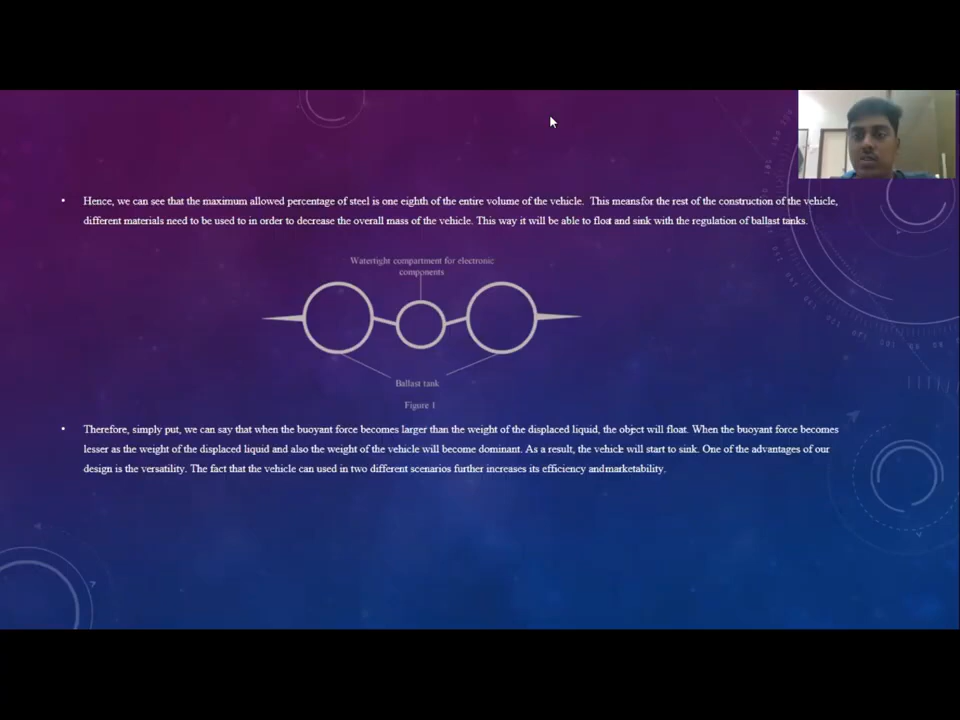 • Hence, we can see that the maximum allowed percentage of steel is one eighth of the entire volume of the vehicle. This means for the rest of the construction of the vehicle,
different materials need to be used to in order to decrease the overall mass of the vehicle. This way it will be able to float and sink with the regulation of ballast tanks.
Watertight compartment for electronic
components
Ballast tank
Figure 1
• Therefore, simply put, we can say that when the buoyant force becomes larger than the weight of the displaced liquid, the object will float. When the buoyant force becomes
lesser as the weight of the displaced liquid and also the weight of the vehicle will become dominant. As a result, the vehicle will start to sink. One of the advantages of our
design is the versatility. The fact that the vehicle can used in two different scenarios further increases its efficiency and marketability.